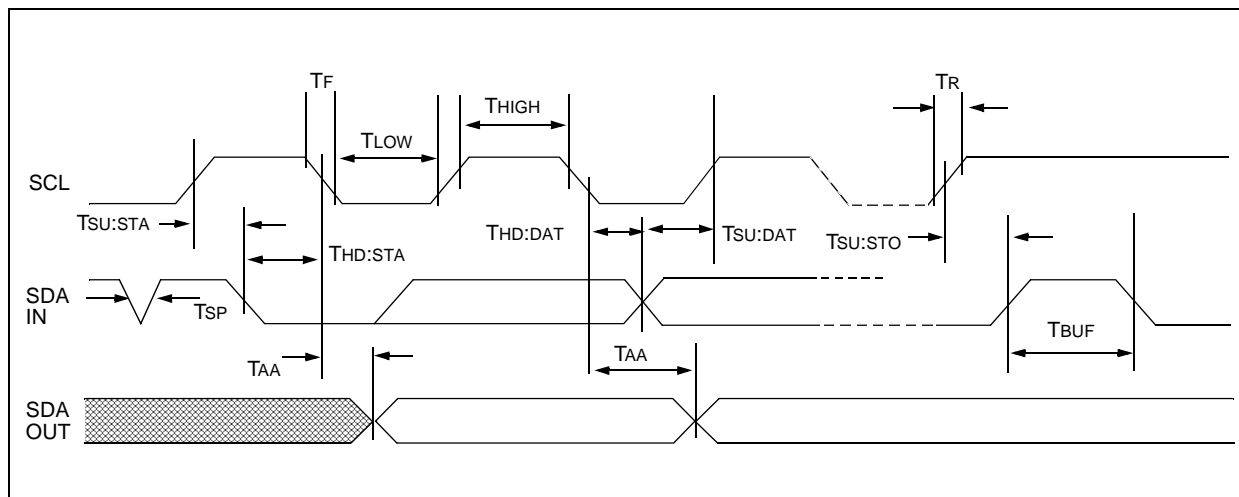 TF
THIGH
TR
TLOW
SCL
TSU:STA
THD:DAT
TSU:DAT
TSU:STO
THD:STA
SDA
IN
TSP
TBUF
TAA
TAA
SDA
OUT